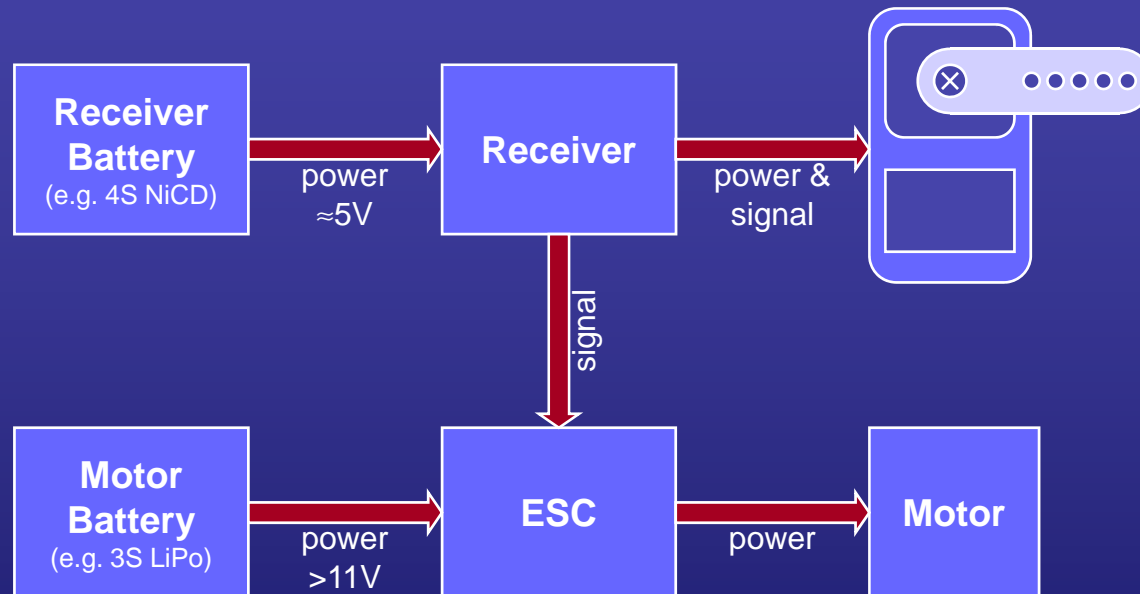 Receiver
Battery
(e.g. 4S NiCD)
power
≈5V
Receiver
power &
signal
signal
Motor
Battery
(e.g. 3S LiPo)
power
>11V
ESC
power
Motor